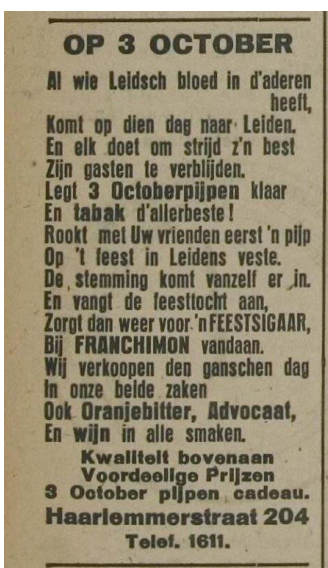 OP 3 OCTOBER
Al wie Leidsch bloed in d'aderen
heeft,
Komt op dien dag naar Leiden.
En elk doet om strijd z'n best
Zijn gasten te verblijden.
Legt 3 Octoberpijpen klaar
En tabak d'allerbeste!
Rookt met Uw vrienden eerst 'n pijp
Op 't feest in Leidens veste.
De stemming komt vanzelf er in.
En vangt de feesttocht aan,
Zorgt dan weer voor 'n FEESTSIGAAR,
Bij FRANCHIMON vandaan.
Wij verkoopen den ganschen dag
In onze beide zaken
Ook Oranjebitter, Advocaat,
En wijn in alle smaken.
Kwaliteit bovenaan
Voordeelige Prijzen
3 October pijpen cadeau.
Haarlemmerstraat 204
Telef. 1611.